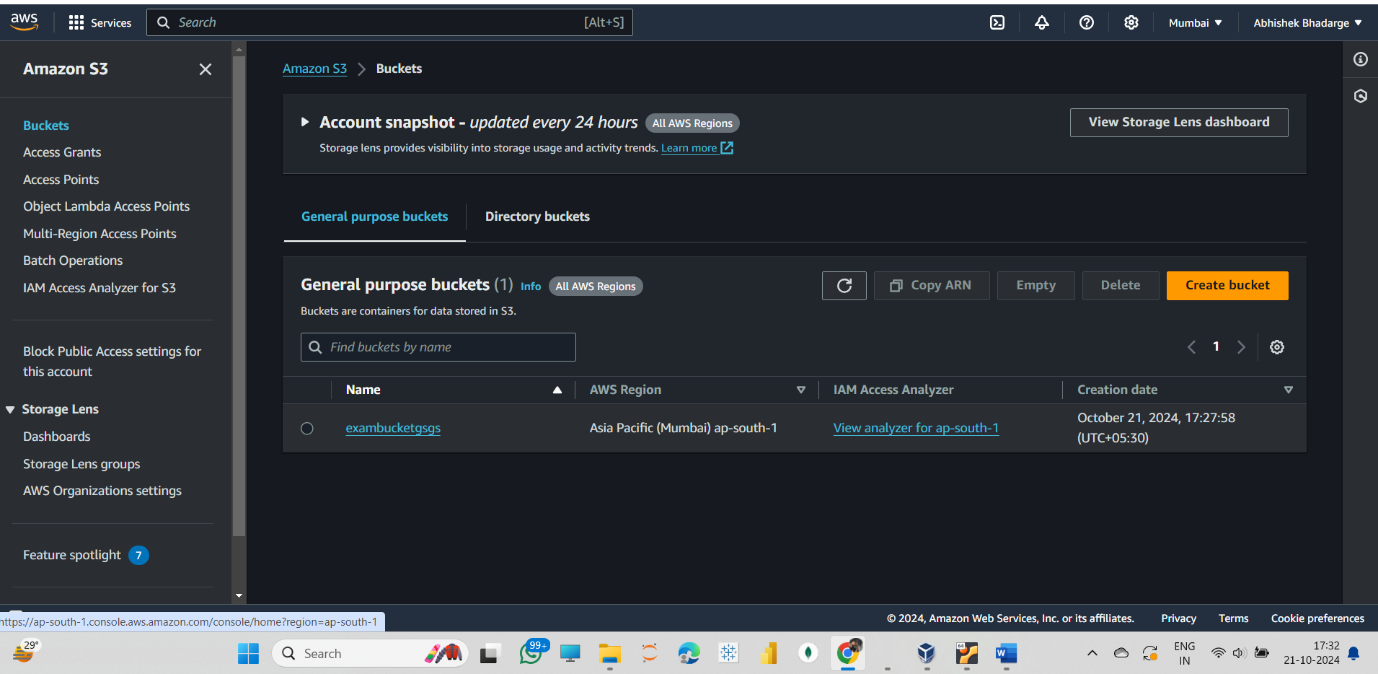 aws
Services
Search
[Alt+S]
Mumbai ▼
Abhishek Bhadarge ▼
Amazon S3
Buckets
Access Grants
Access Points
Object Lambda Access Points
Multi-Region Access Points
Batch Operations
IAM Access Analyzer for S3
Block Public Access settings for
this account
▼ Storage Lens
Dashboards
Storage Lens groups
AWS Organizations settings
Feature spotlight 7
Amazon S3 > Buckets
Account snapshot - updated every 24 hours All AWS Regions
Storage lens provides visibility into storage usage and activity trends. Learn more
View Storage Lens dashboard
General purpose buckets
Directory buckets
General purpose buckets (1) Info All AWS Regions
Buckets are containers for data stored in S3.
Copy ARN
Empty
Delete
Create bucket
Find buckets by name
1
Name
AWS Region
IAM Access Analyzer
Creation date
exambucketgsgs
Asia Pacific (Mumbai) ap-south-1
View analyzer for ap-south-1
October 21, 2024, 17:27:58
(UTC+05:30)
https://ap-south-1.console.aws.amazon.com/console/home?region=ap-south-1
© 2024, Amazon Web Services, Inc. or its affiliates.
Privacy
Terms
Cookie preferences
29°
Search
99+
W
ENG
IN
17:32
21-10-2024